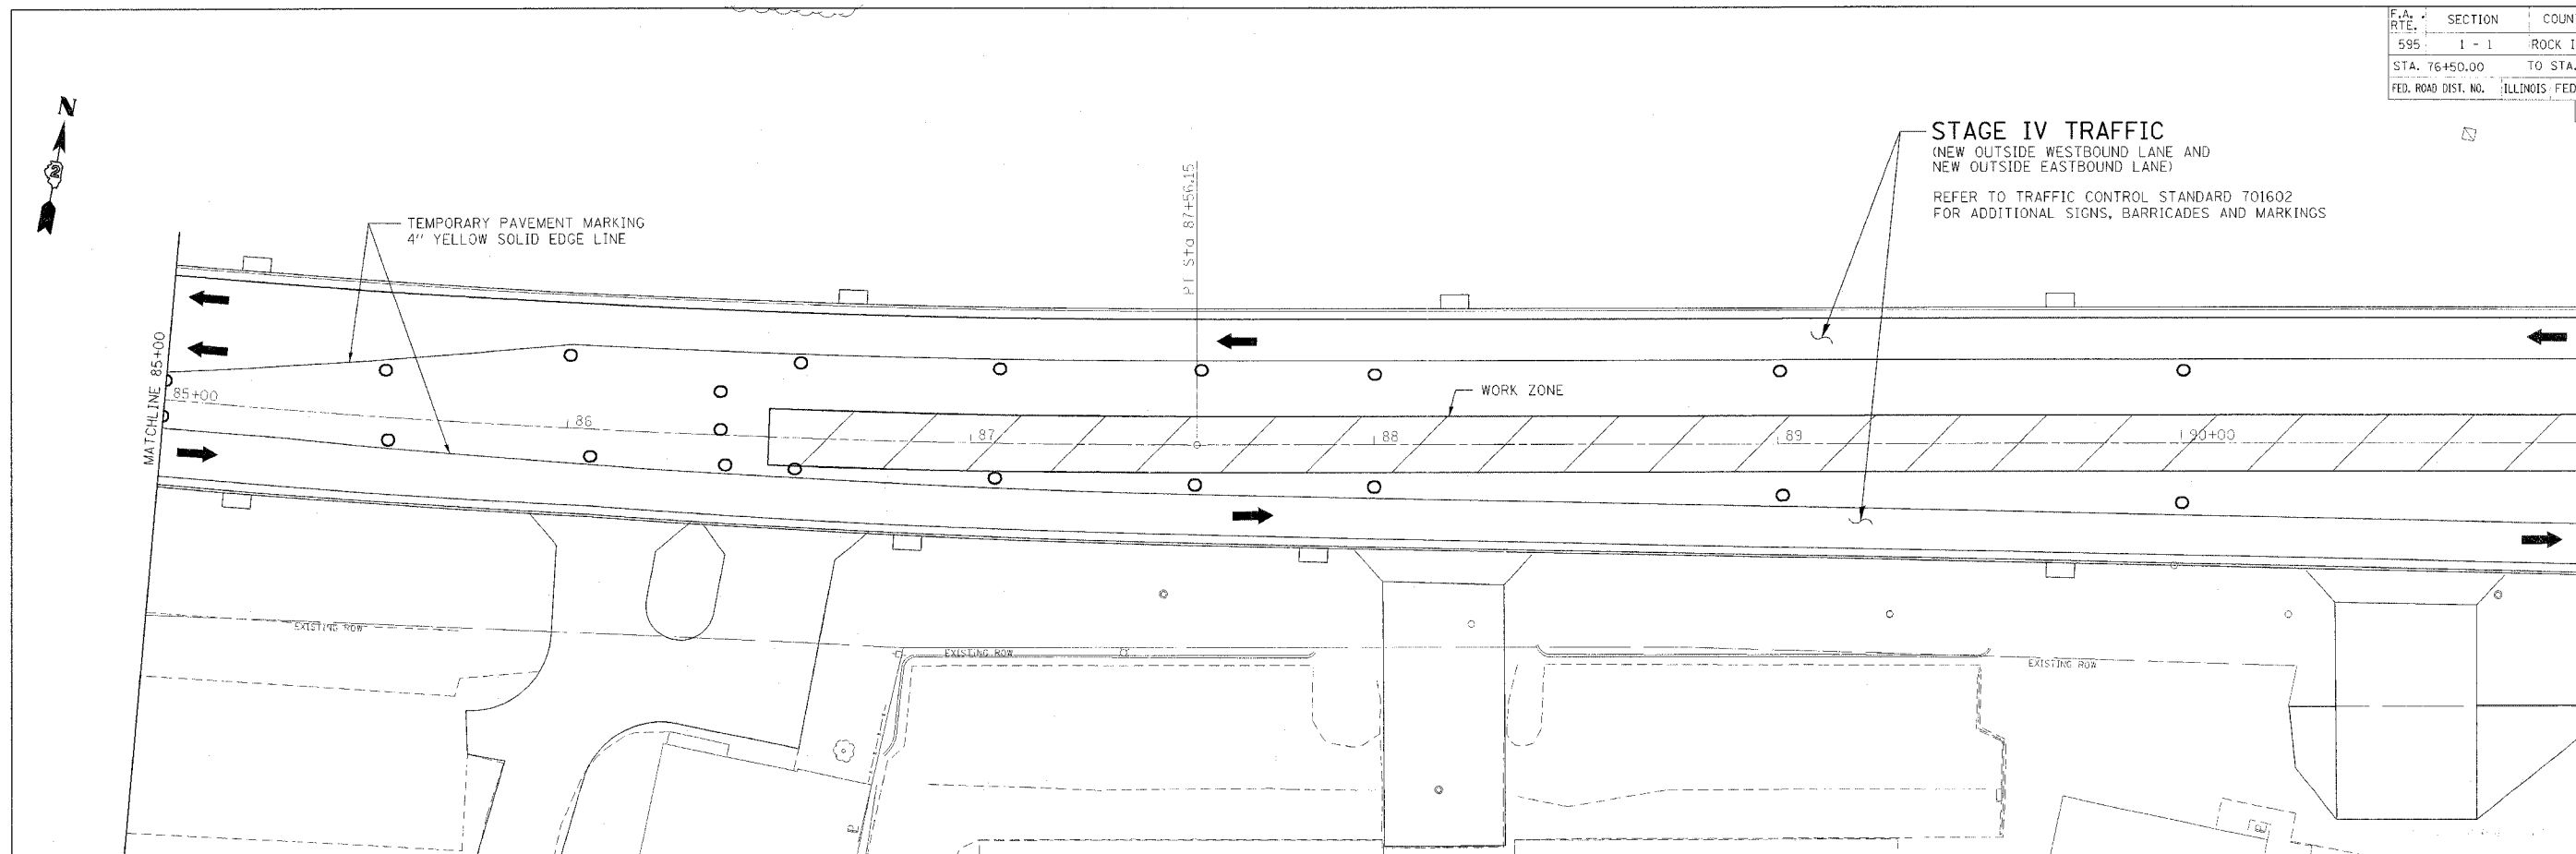 F.A. RTE. SECTION COUN
595 1 - 1 ROCK I
STA. 76+50.00 TO STA.
FED. ROAD DIST. NO. ILLINOIS FED
N
2
STAGE IV TRAFFIC
(NEW OUTSIDE WESTBOUND LANE AND
NEW OUTSIDE EASTBOUND LANE)
REFER TO TRAFFIC CONTROL STANDARD 701602
FOR ADDITIONAL SIGNS, BARRICADES AND MARKINGS
TEMPORARY PAVEMENT MARKING
4" YELLOW SOLID EDGE LINE
PT Sta 87+56.15
MATCHLINE 85+00
85+00
86
87
88
89
90+00
WORK ZONE
EXISTING ROW
EXISTING ROW
EXISTING ROW